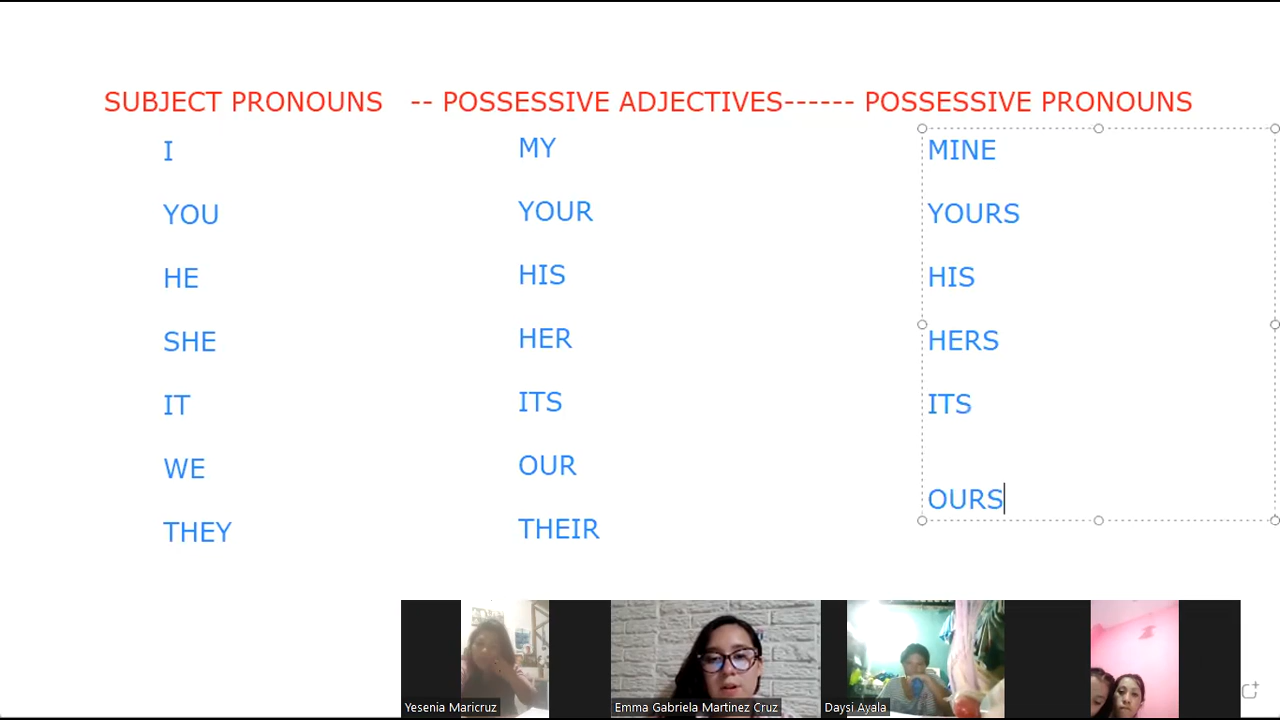 SUBJECT PRONOUNS -- POSSESSIVE ADJECTIVES------ POSSESSIVE PRONOUNS
I MY MINE
YOU YOUR YOURS
HE HIS HIS
SHE HER HERS
IT ITS ITS
WE OUR OURS
THEY THEIR
Yesenia Maricruz Emma Gabriela Martinez Cruz Daysi Ayala